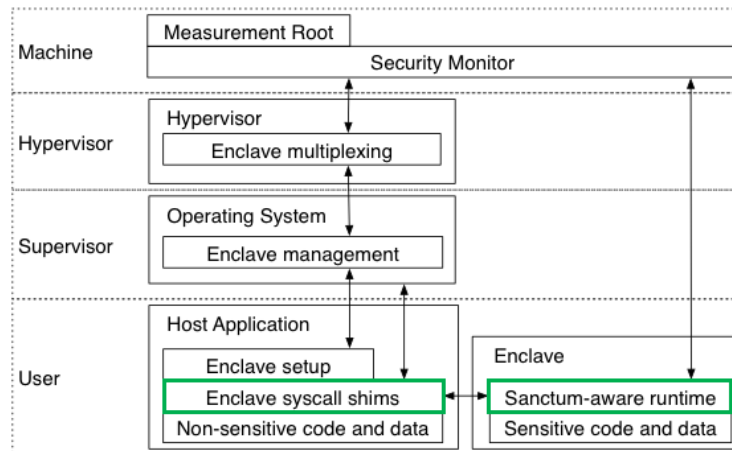 Measurement Root
Machine
Security Monitor
Hypervisor
Hypervisor
Enclave multiplexing
Operating System
Supervisor
Enclave management
Host Application
Enclave
Enclave setup
User
Enclave syscall shims
Sanctum-aware runtime
Non-sensitive code and data
Sensitive code and data